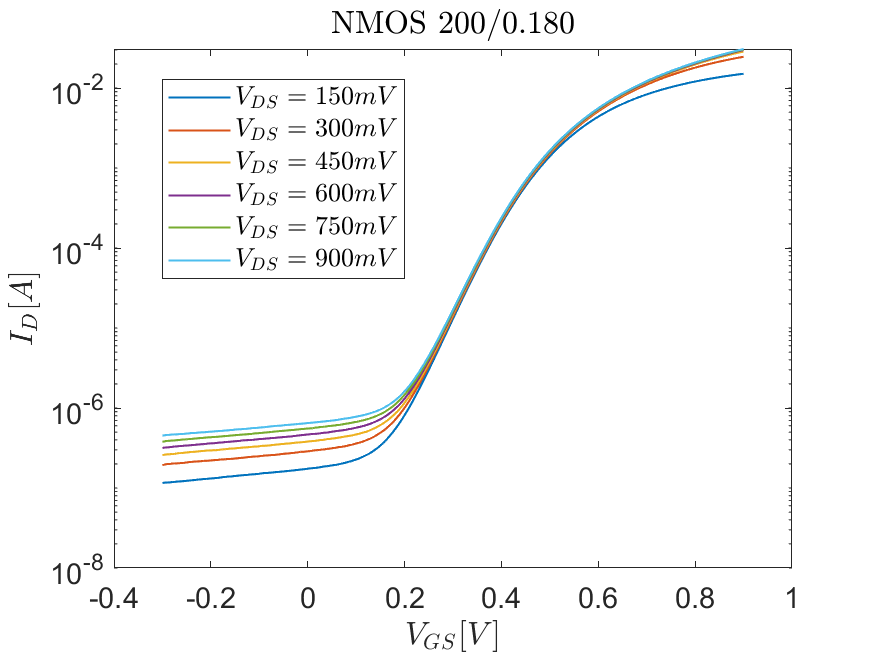 NMOS 200/0.180
V_DS = 150mV
V_DS = 300mV
V_DS = 450mV
V_DS = 600mV
V_DS = 750mV
V_DS = 900mV
I_D[A]
10^-2
10^-4
10^-6
10^-8
-0.4 -0.2 0 0.2 0.4 0.6 0.8 1
V_GS[V]